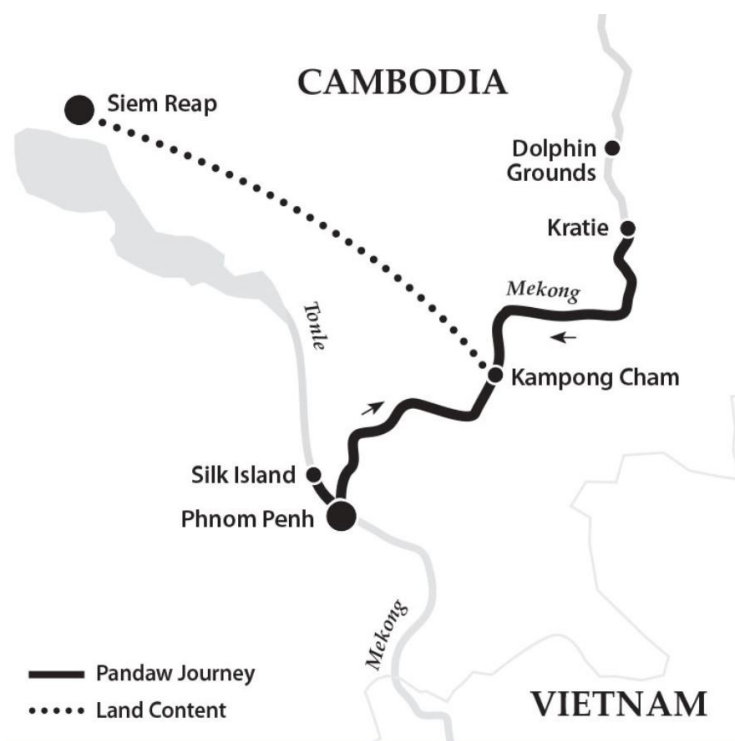 CAMBODIA
Siem Reap
Dolphin
Grounds
Kratie
Mekong
Tonle
Kampong Cham
Silk Island
Phnom Penh
Mekong
Pandaw Journey
Land Content
VIETNAM